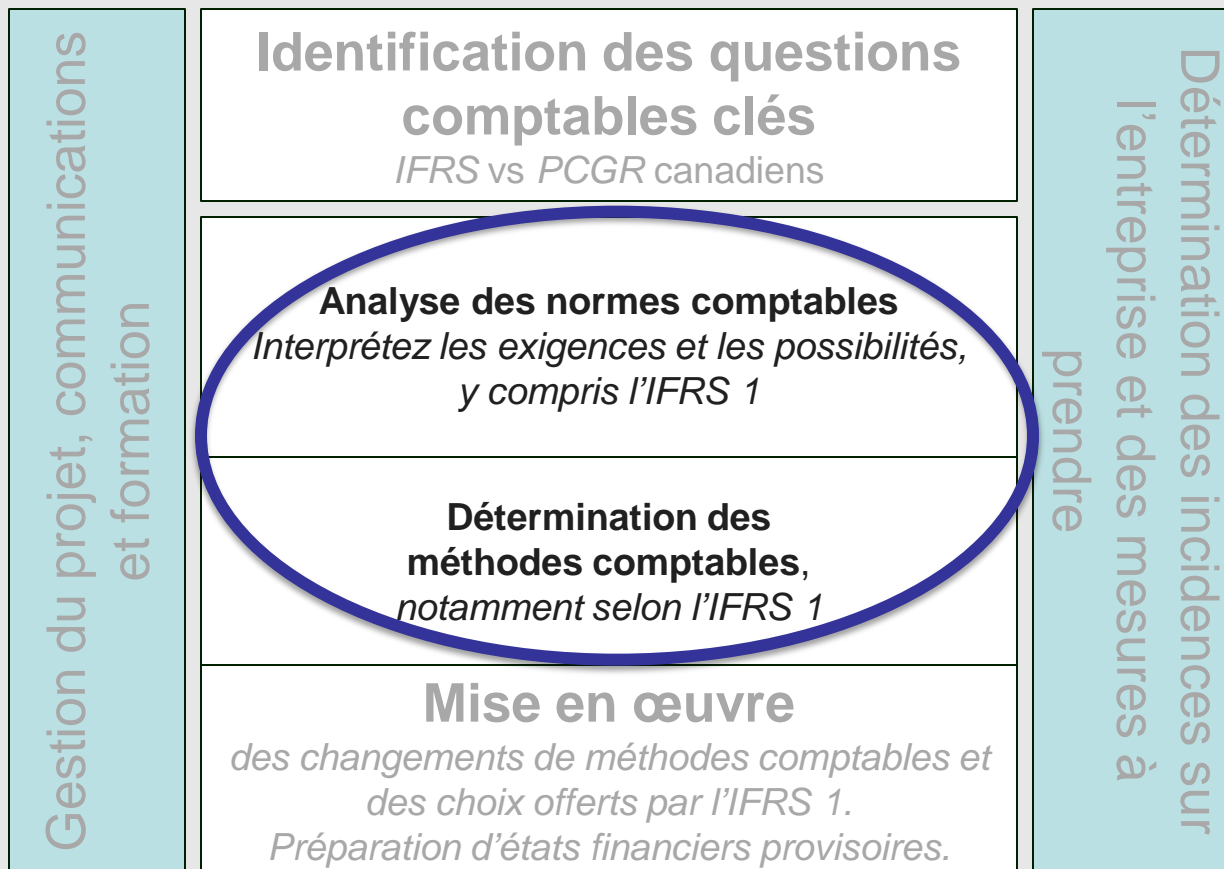 Gestion du projet, communications
et formation
Identification des questions
comptables clés
IFRS vs PCGR canadiens
Analyse des normes comptables
Interprétez les exigences et les possibilités,
y compris l’IFRS 1
Détermination des
méthodes comptables,
notamment selon l’IFRS 1
Mise en œuvre
des changements de méthodes comptables et
des choix offerts par l’IFRS 1.
Préparation d’états financiers provisoires.
Détermination des incidences sur
l’entreprise et des mesures à
prendre